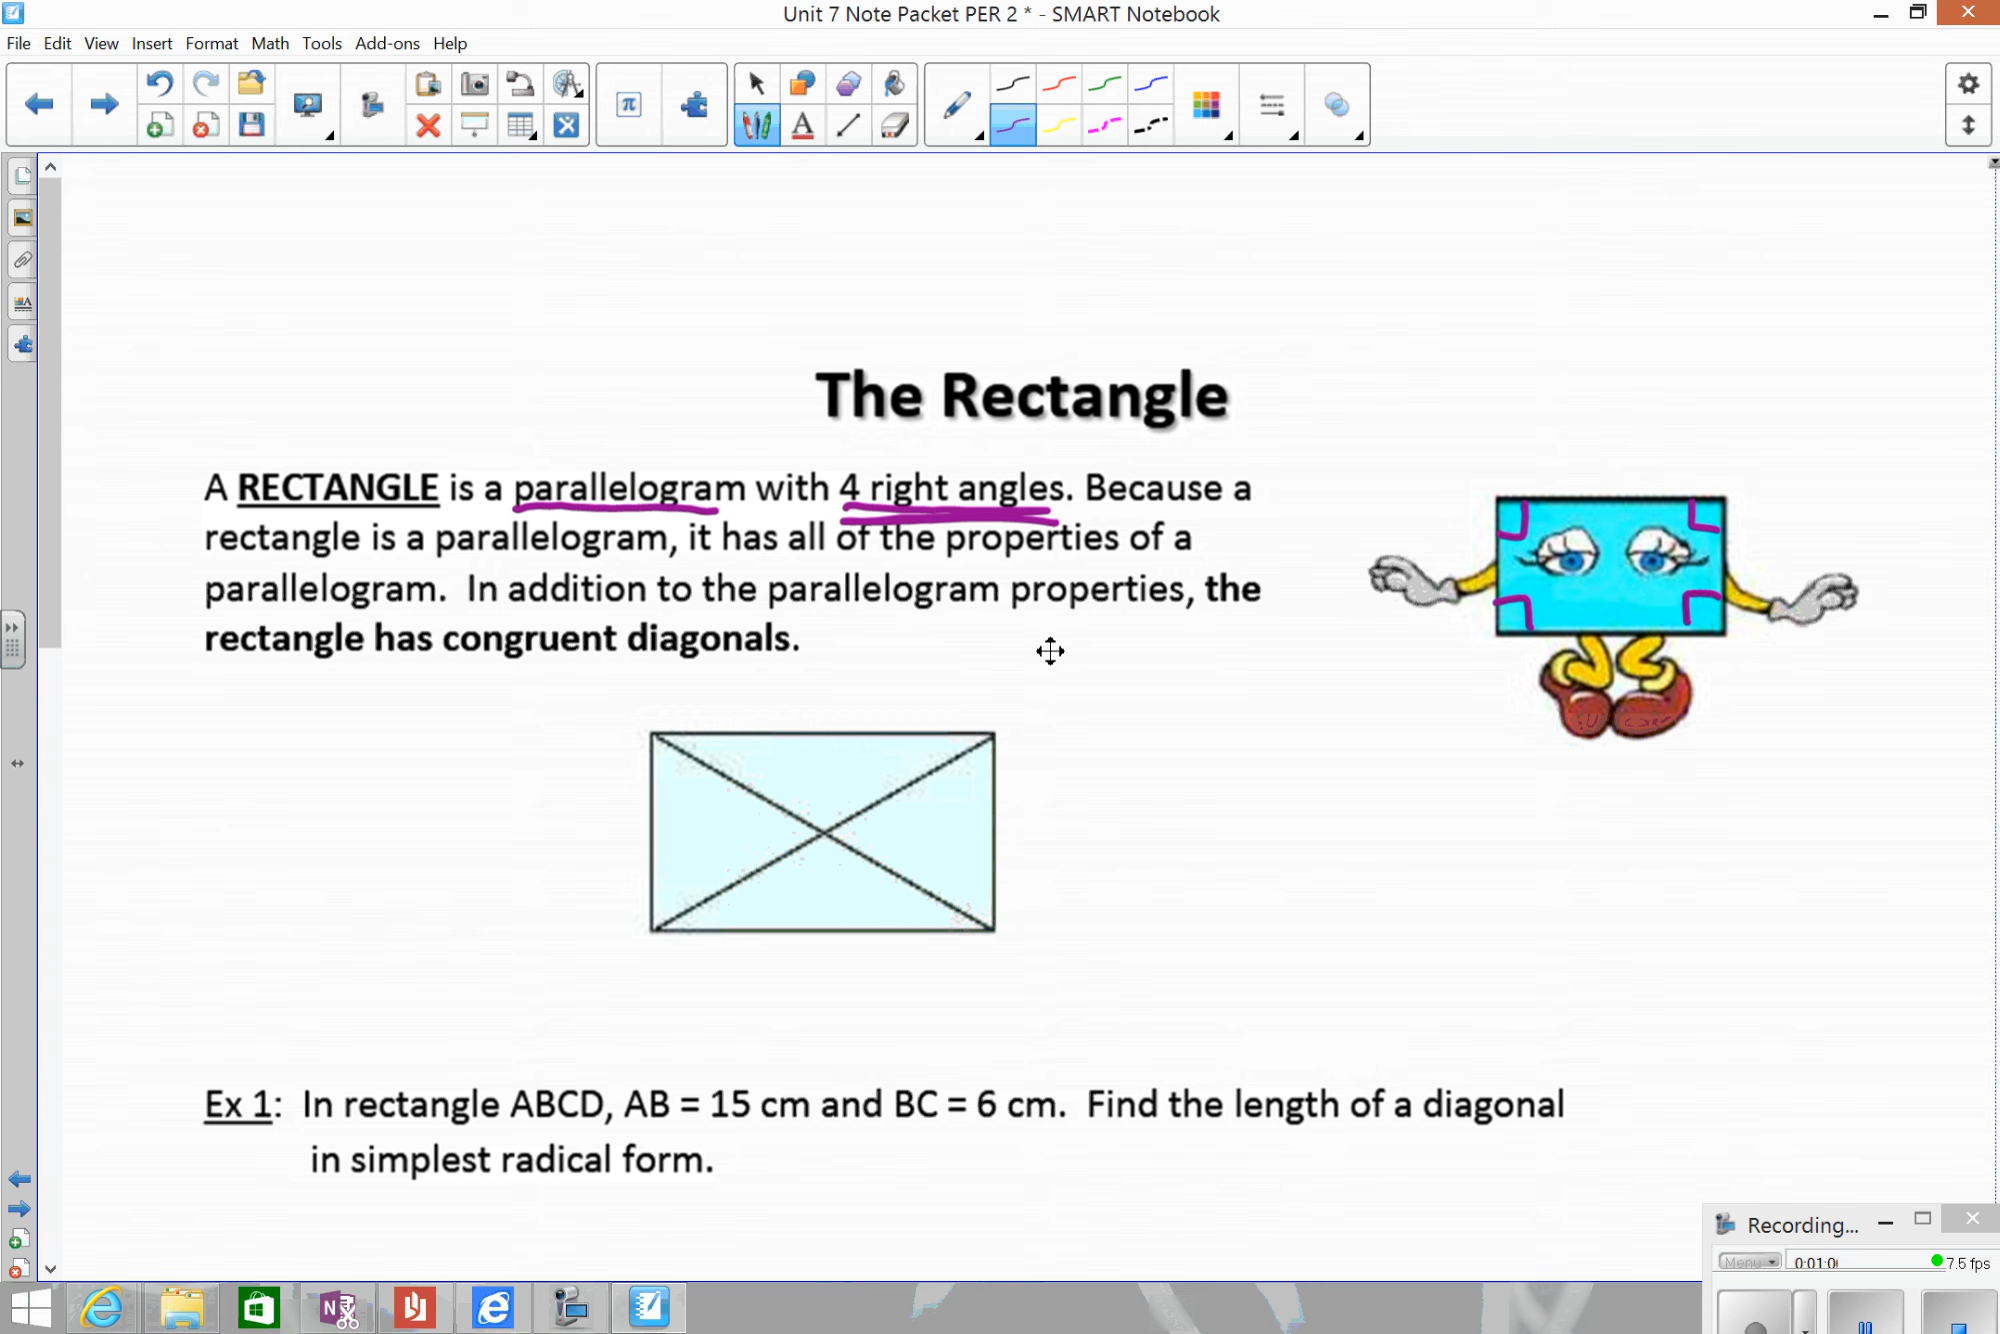 Unit 7 Note Packet PER 2 * - SMART Notebook
File Edit View Insert Format Math Tools Add-ons Help
The Rectangle
A RECTANGLE is a parallelogram with 4 right angles. Because a
rectangle is a parallelogram, it has all of the properties of a
parallelogram. In addition to the parallelogram properties, the
rectangle has congruent diagonals.
Ex 1: In rectangle ABCD, AB = 15 cm and BC = 6 cm. Find the length of a diagonal
in simplest radical form.
Recording...
Menu
7.5 fps